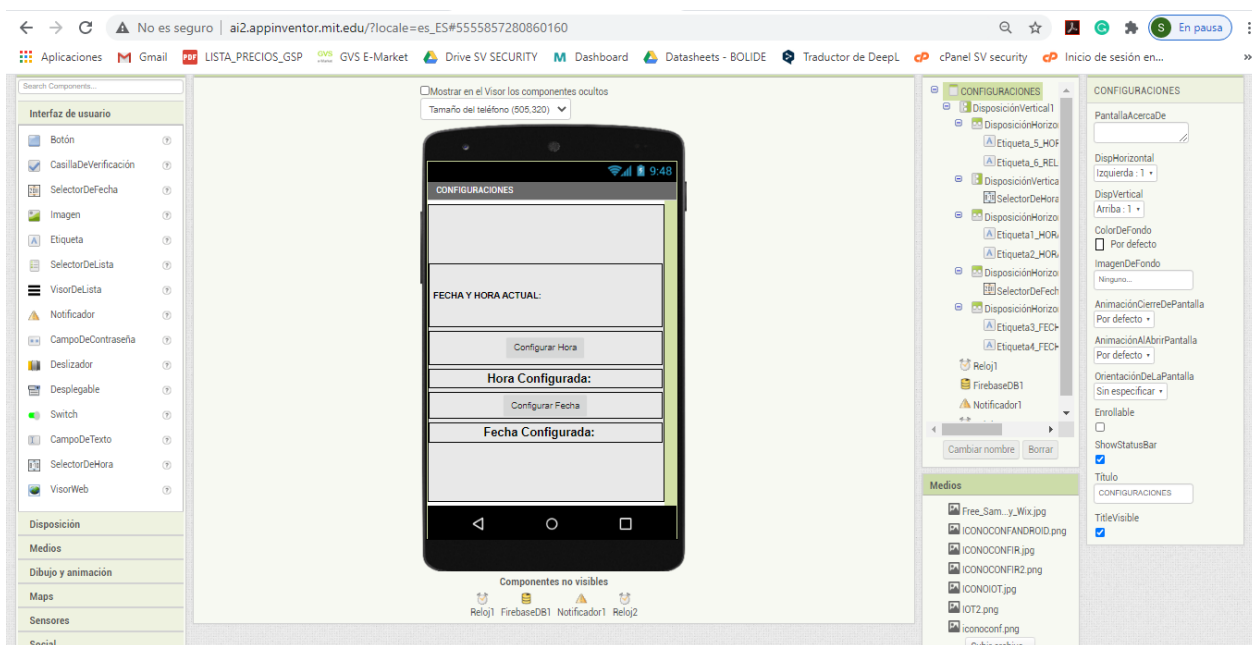 No es seguro | ai2.appinventor.mit.edu/?locale=es_ES#5555857280860160
S En pausa
Aplicaciones Gmail LISTA_PRECIOS_GSP GVS E-Market Drive SV SECURITY Dashboard Datasheets - BOLIDE Traductor de DeepL cPanel SV security Inicio de sesión en... »
Search Components...
Interfaz de usuario
Botón
CasillaDeVerificación
SelectorDeFecha
Imagen
Etiqueta
SelectorDeLista
VisorDeLista
Notificador
CampoDeContraseña
Deslizador
Desplegable
Switch
CampoDeTexto
SelectorDeHora
VisorWeb
Disposición
Medios
Dibujo y animación
Maps
Sensores
Social
Mostrar en el Visor los componentes ocultos
Tamaño del teléfono (505,320)
9:48
CONFIGURACIONES
FECHA Y HORA ACTUAL:
Configurar Hora
Hora Configurada:
Configurar Fecha
Fecha Configurada:
Componentes no visibles
Reloj1 FirebaseDB1 Notificador1 Reloj2
CONFIGURACIONES
DisposiciónVertical1
DisposiciónHorizo
Etiqueta_5_HOF
Etiqueta_6_REL
DisposiciónVertica
SelectorDeHora
DisposiciónHorizo
Etiqueta1_HOR
Etiqueta2_HOR
DisposiciónHorizo
SelectorDeFech
DisposiciónHorizo
Etiqueta3_FECH
Etiqueta4_FECH
Reloj1
FirebaseDB1
Notificador1
Cambiar nombre Borrar
Medios
Free_Sam...y_Wix.jpg
ICONOCONFANDROID.png
ICONOCONFIR.jpg
ICONOCONFIR2.png
ICONOIOT.jpg
IOT2.png
iconoconf.png
CONFIGURACIONES
PantallaAcercaDe
DispHorizontal
Izquierda : 1
DispVertical
Arriba : 1
ColorDeFondo
Por defecto
ImagenDeFondo
Ninguno...
AnimaciónCierreDePantalla
Por defecto
AnimaciónAlAbrirPantalla
Por defecto
OrientaciónDeLaPantalla
Sin especificar
Enrollable
ShowStatusBar
Título
CONFIGURACIONES
TitleVisible